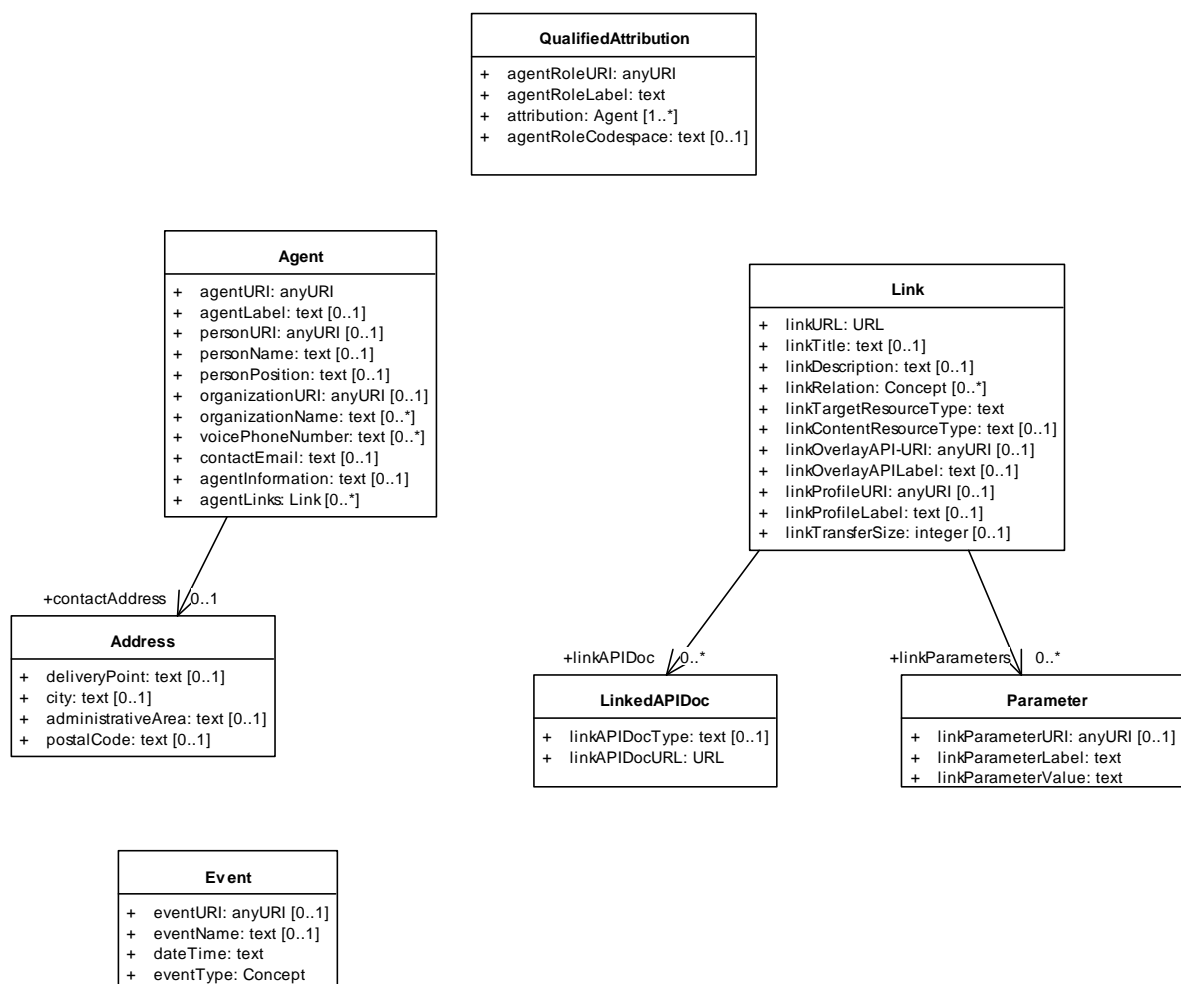 QualifiedAttribution
+ agentRoleURI: anyURI
+ agentRoleLabel: text
+ attribution: Agent [1..*]
+ agentRoleCodespace: text [0..1]
Agent
+ agentURI: anyURI
+ agentLabel: text [0..1]
+ personURI: anyURI [0..1]
+ personName: text [0..1]
+ personPosition: text [0..1]
+ organizationURI: anyURI [0..1]
+ organizationName: text [0..*]
+ voicePhoneNumber: text [0..*]
+ contactEmail: text [0..1]
+ agentInformation: text [0..1]
+ agentLinks: Link [0..*]
Link
+ linkURL: URL
+ linkTitle: text [0..1]
+ linkDescription: text [0..1]
+ linkRelation: Concept [0..*]
+ linkTargetResourceType: text
+ linkContentResourceType: text [0..1]
+ linkOverlayAPI-URI: anyURI [0..1]
+ linkOverlayAPILabel: text [0..1]
+ linkProfileURI: anyURI [0..1]
+ linkProfileLabel: text [0..1]
+ linkTransferSize: integer [0..1]
+contactAddress 0..1
Address
+ deliveryPoint: text [0..1]
+ city: text [0..1]
+ administrativeArea: text [0..1]
+ postalCode: text [0..1]
+linkAPIDoc 0..*
LinkedAPIDoc
+ linkAPIDocType: text [0..1]
+ linkAPIDocURL: URL
+linkParameters 0..*
Parameter
+ linkParameterURI: anyURI [0..1]
+ linkParameterLabel: text
+ linkParameterValue: text
Event
+ eventURI: anyURI [0..1]
+ eventName: text [0..1]
+ dateTime: text
+ eventType: Concept